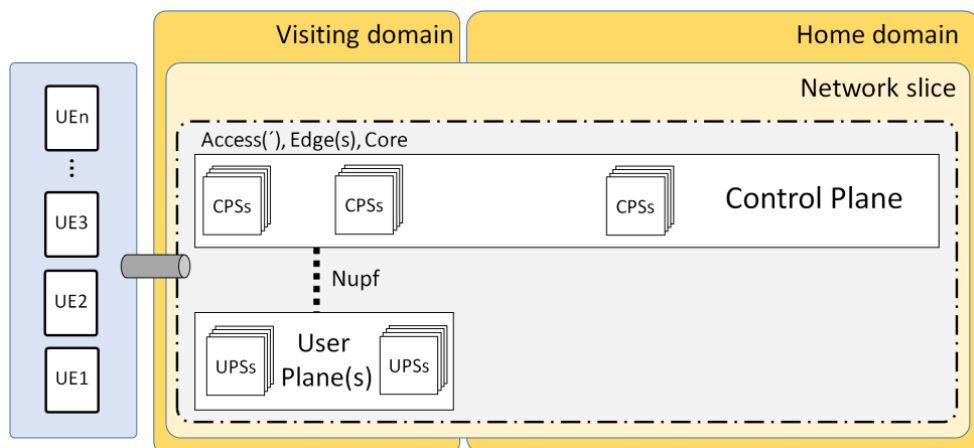 Visiting domain
Home domain
Network slice
Access(´), Edge(s), Core
UEn
...
UE3
UE2
UE1
CPSs
CPSs
CPSs
Control Plane
Nupf
UPSs
User
Plane(s)
UPSs